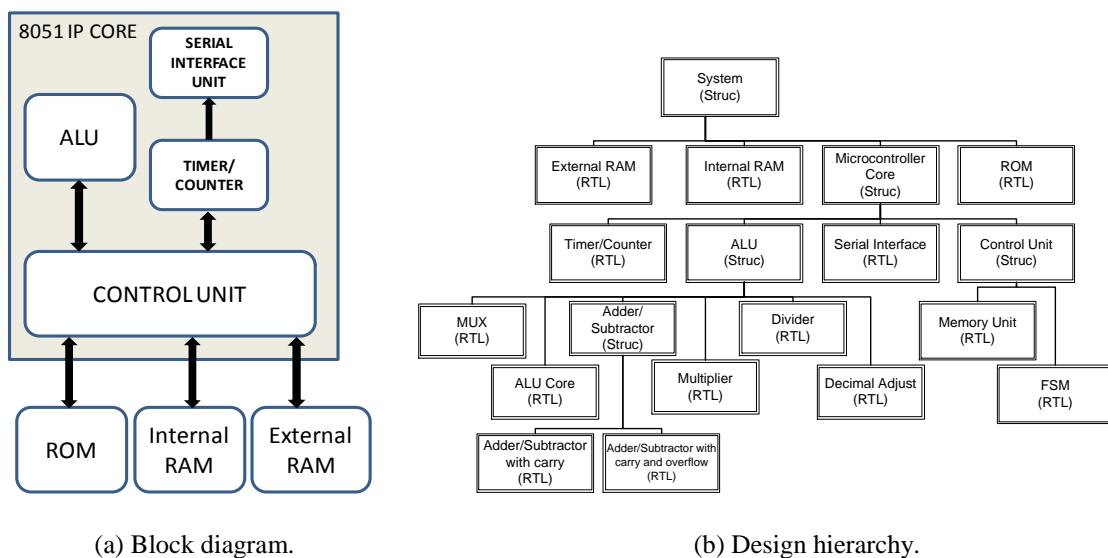 8051 IP CORE
SERIAL
INTERFACE
UNIT
ALU
TIMER/
COUNTER
CONTROL UNIT
ROM
Internal
RAM
External
RAM
(a) Block diagram.
System
(Struc)
External RAM
(RTL)
Internal RAM
(RTL)
Microcontroller
Core
(Struc)
ROM
(RTL)
Timer/Counter
(RTL)
ALU
(Struc)
Serial Interface
(RTL)
Control Unit
(Struc)
MUX
(RTL)
Adder/
Subtractor
(Struc)
Divider
(RTL)
Memory Unit
(RTL)
ALU Core
(RTL)
Multiplier
(RTL)
Decimal Adjust
(RTL)
FSM
(RTL)
Adder/Subtractor
with carry
(RTL)
Adder/Subtractor with
carry and overflow
(RTL)
(b) Design hierarchy.